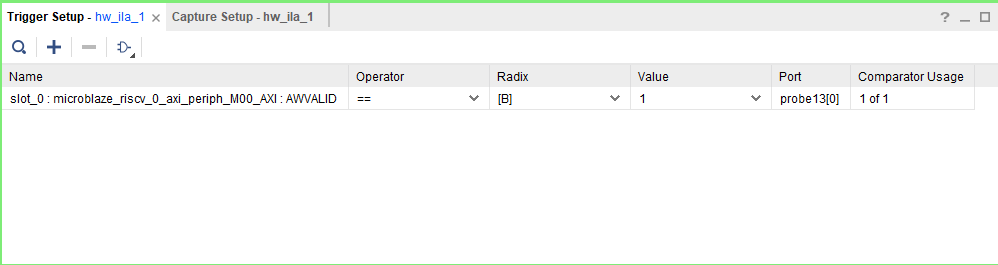 Trigger Setup - hw_ila_1 Capture Setup - hw_ila_1
Name Operator Radix Value Port Comparator Usage
slot_0 : microblaze_riscv_0_axi_periph_M00_AXI : AWVALID == [B] 1 probe13[0] 1 of 1